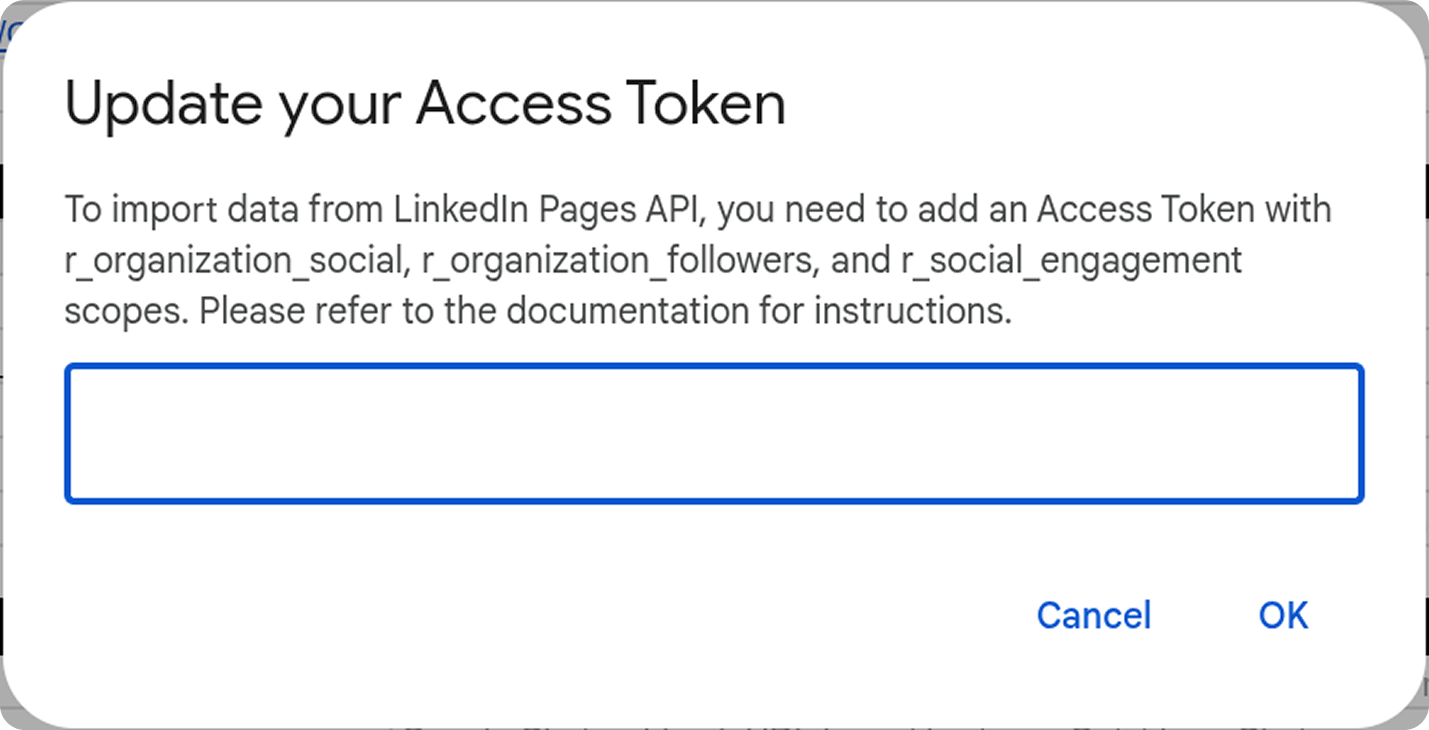 Update your Access Token
To import data from LinkedIn Pages API, you need to add an Access Token with
r_organization_social, r_organization_followers, and r_social_engagement
scopes. Please refer to the documentation for instructions.
Cancel OK